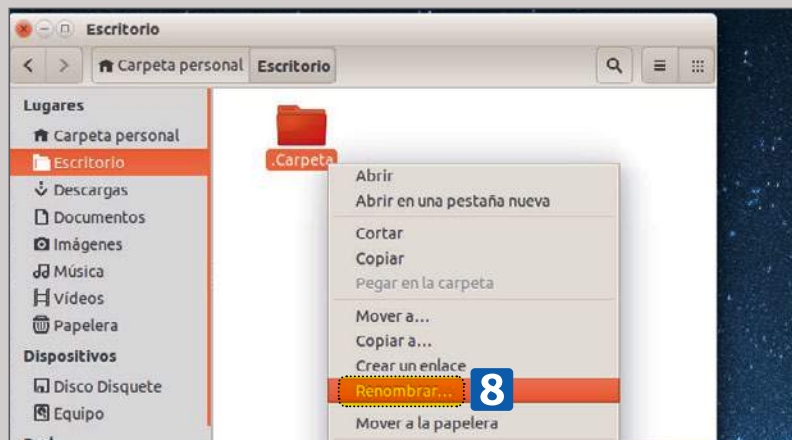 Escritorio
Carpeta personal Escritorio
Lugares
Carpeta personal
Escritorio
Descargas
Documentos
Imágenes
Música
Vídeos
Papelera
Dispositivos
Disco Disquete
Equipo
.Carpeta
Abrir
Abrir en una pestaña nueva
Cortar
Copiar
Pegar en la carpeta
Mover a...
Copiar a...
Crear un enlace
Renombrar... 8
Mover a la papelera